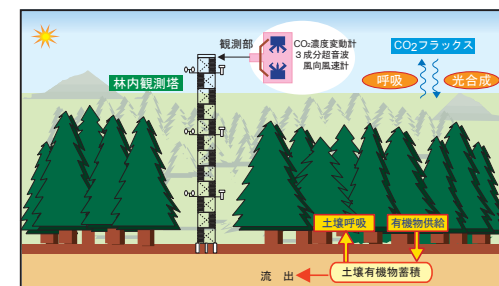 観測部
CO₂濃度変動計
3成分超音波
風向風速計
CO₂フラックス
呼吸
光合成
林内観測塔
土壌呼吸
有機物供給
流 出
土壌有機物蓄積